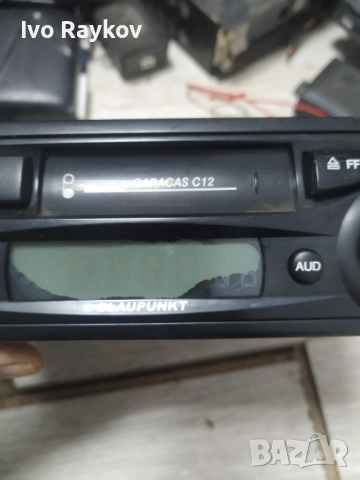 Ivo Raykov
CARACAS C12
FF
AUD
BLAUPUNKT
BAZAR